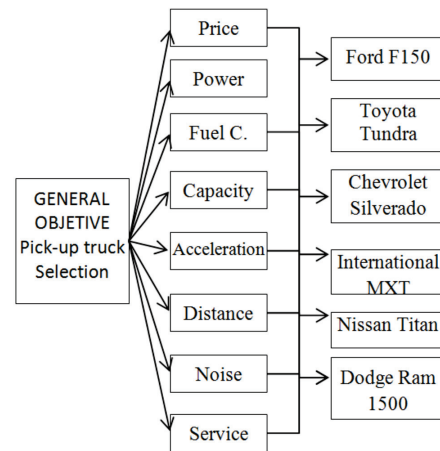 GENERAL
OBJETIVE
Pick-up truck
Selection
Price
Power
Fuel C.
Capacity
Acceleration
Distance
Noise
Service
Ford F150
Toyota
Tundra
Chevrolet
Silverado
International
MXT
Nissan Titan
Dodge Ram
1500